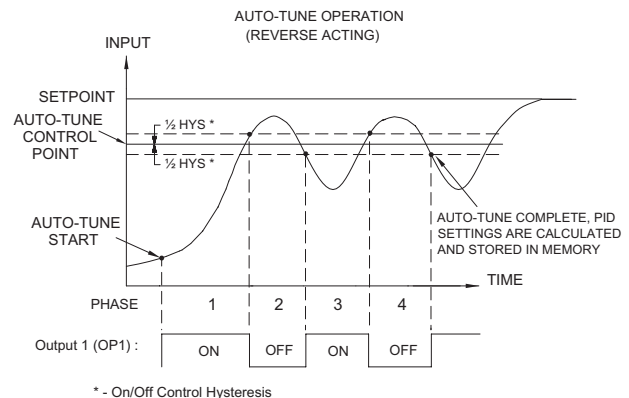 AUTO-TUNE OPERATION
(REVERSE ACTING)
INPUT
SETPOINT
AUTO-TUNE
CONTROL
POINT
½ HYS *
½ HYS *
AUTO-TUNE
START
AUTO-TUNE COMPLETE, PID
SETTINGS ARE CALCULATED
AND STORED IN MEMORY
TIME
PHASE 1 2 3 4
Output 1 (OP1) : ON OFF ON OFF
* - On/Off Control Hysteresis